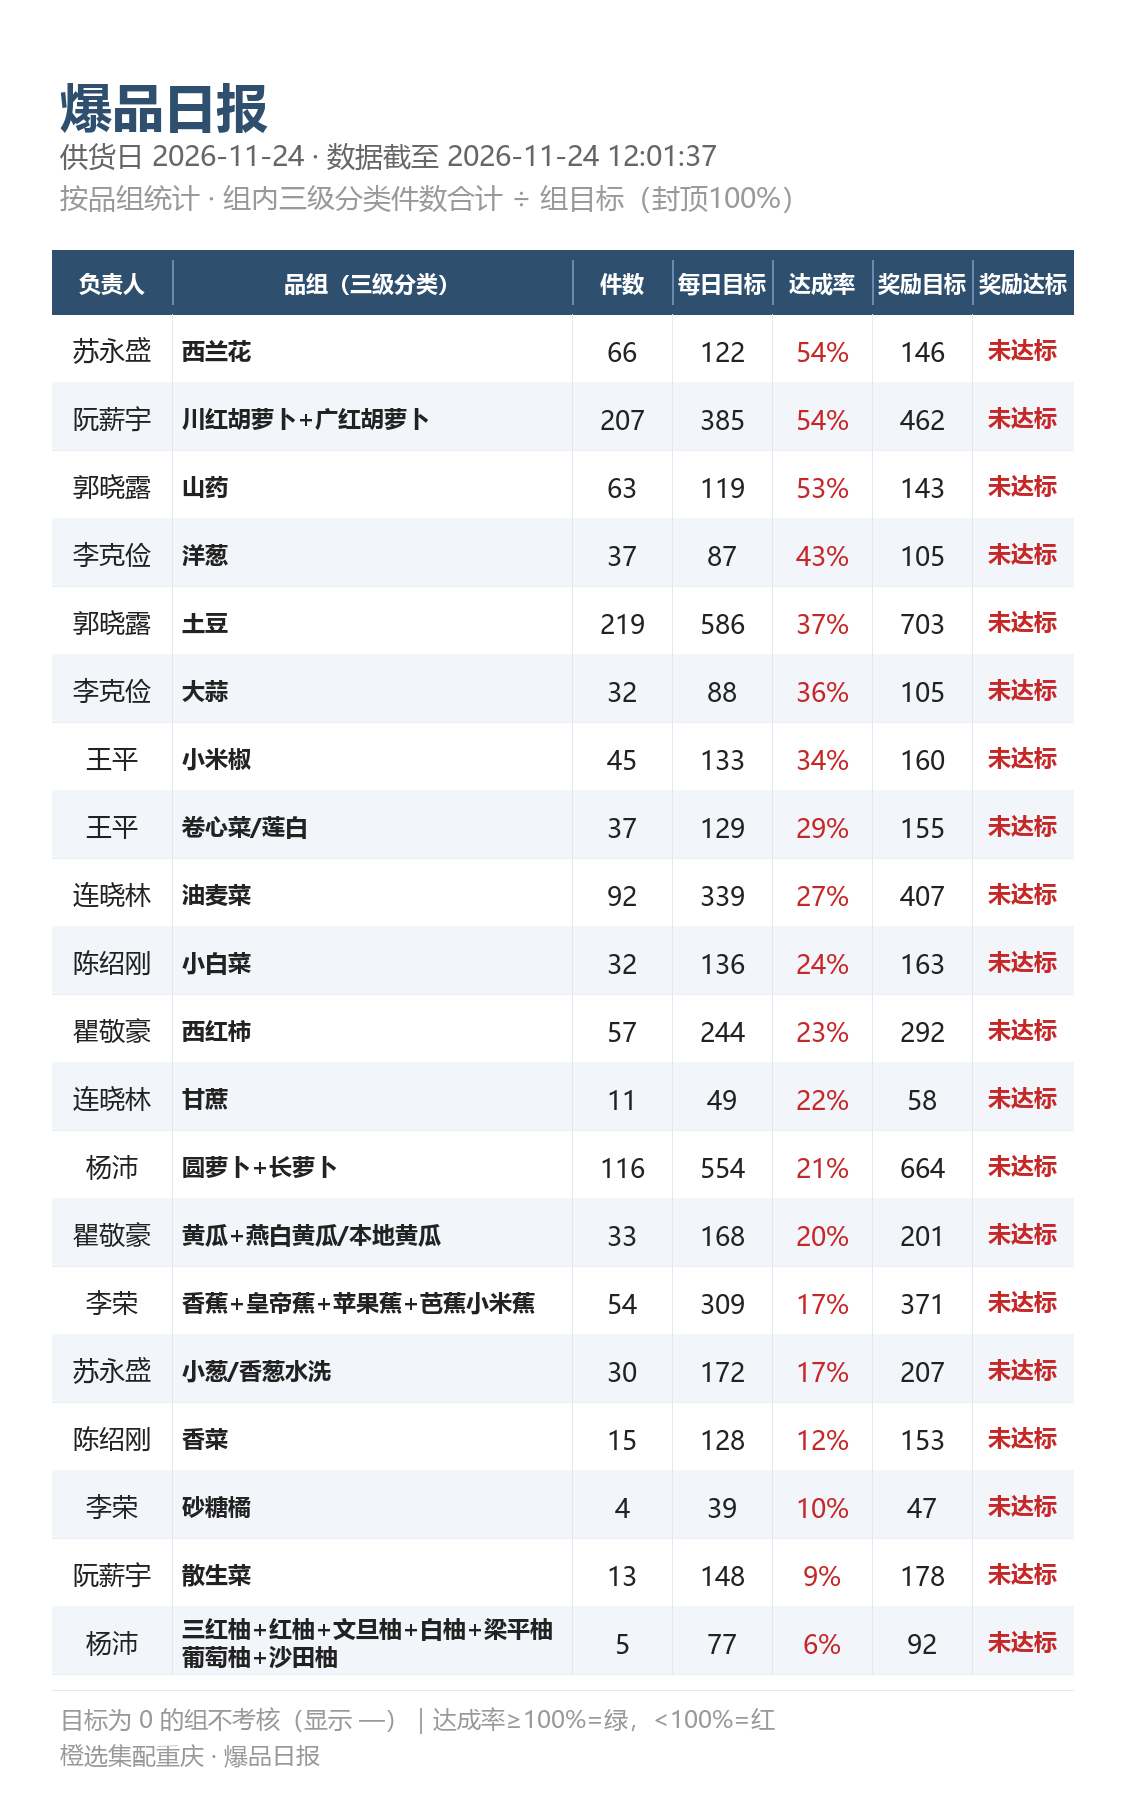 爆品日报
供货日 2026-11-24 · 数据截至 2026-11-24 12:01:37
按品组统计 · 组内三级分类件数合计 ÷ 组目标（封顶100%）
负责人 品组（三级分类） 件数 每日目标 达成率 奖励目标 奖励达标
苏永盛 西兰花 66 122 54% 146 未达标
阮薪宇 川红胡萝卜+广红胡萝卜 207 385 54% 462 未达标
郭晓露 山药 63 119 53% 143 未达标
李克俭 洋葱 37 87 43% 105 未达标
郭晓露 土豆 219 586 37% 703 未达标
李克俭 大蒜 32 88 36% 105 未达标
王平 小米椒 45 133 34% 160 未达标
王平 卷心菜/莲白 37 129 29% 155 未达标
连晓林 油麦菜 92 339 27% 407 未达标
陈绍刚 小白菜 32 136 24% 163 未达标
瞿敬豪 西红柿 57 244 23% 292 未达标
连晓林 甘蔗 11 49 22% 58 未达标
杨沛 圆萝卜+长萝卜 116 554 21% 664 未达标
瞿敬豪 黄瓜+燕白黄瓜/本地黄瓜 33 168 20% 201 未达标
李荣 香蕉+皇帝蕉+苹果蕉+芭蕉小米蕉 54 309 17% 371 未达标
苏永盛 小葱/香葱水洗 30 172 17% 207 未达标
陈绍刚 香菜 15 128 12% 153 未达标
李荣 砂糖橘 4 39 10% 47 未达标
阮薪宇 散生菜 13 148 9% 178 未达标
杨沛 三红柚+红柚+文旦柚+白柚+梁平柚 5 77 6% 92 未达标
葡萄柚+沙田柚
目标为 0 的组不考核（显示 —）｜达成率≥100%=绿，<100%=红
橙选集配重庆 · 爆品日报